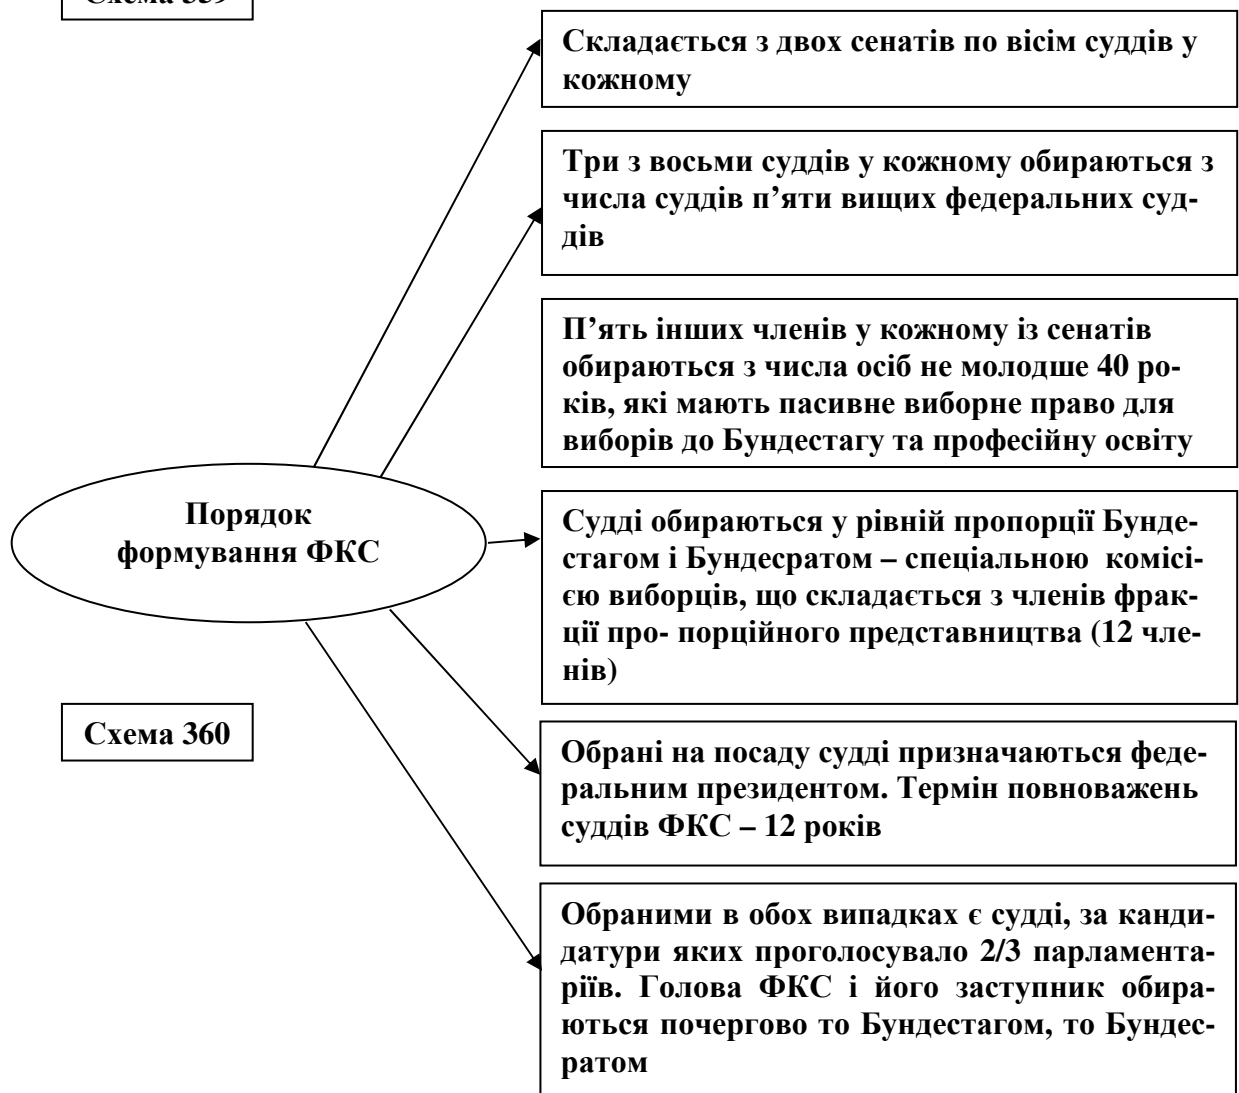 Складається з двох сенатів по вісім суддів у
кожному
Три з восьми суддів у кожному обираються з
числа суддів п’яти вищих федеральних суд-
дів
П’ять інших членів у кожному із сенатів
обираються з числа осіб не молодше 40 ро-
ків, які мають пасивне виборне право для
виборів до Бундестагу та професійну освіту
Порядок
формування ФКС
Судді обираються у рівній пропорції Бунде-
стагом і Бундесратом – спеціальною комісі-
єю виборців, що складається з членів фрак-
ції про- порційного представництва (12 чле-
нів)
Схема 360
Обрані на посаду судді призначаються феде-
ральним президентом. Термін повноважень
суддів ФКС – 12 років
Обраними в обох випадках є судді, за канди-
датури яких проголосувало 2/3 парламента-
ріїв. Голова ФКС і його заступник обира-
ються почергово то Бундестагом, то Бундес-
ратом